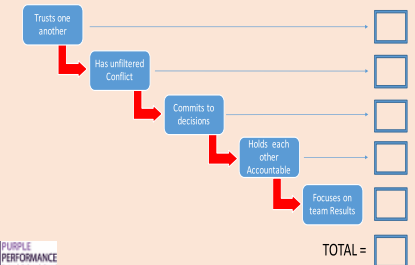 Trusts one
another
Has unfiltered
Conflict
Commits to
decisions
Holds each
other
Accountable
Focuses on
team Results
TOTAL =
PURPLE
PERFORMANCE